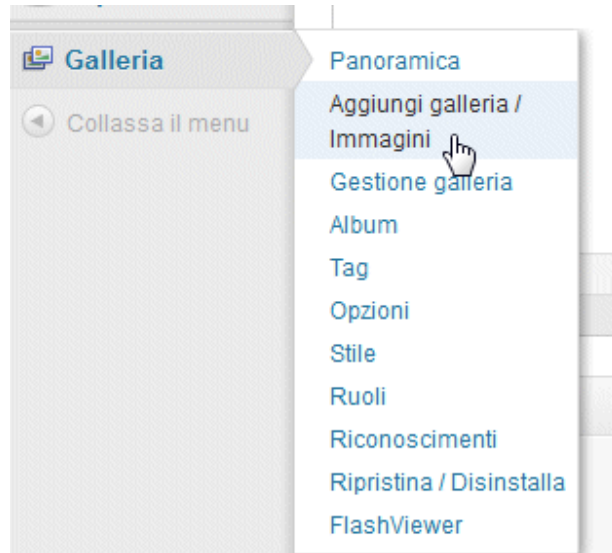 Galleria
Collassa il menu
Panoramica
Aggiungi galleria /
Immagini
Gestione galleria
Album
Tag
Opzioni
Stile
Ruoli
Riconoscimenti
Ripristina / Disinstalla
FlashViewer